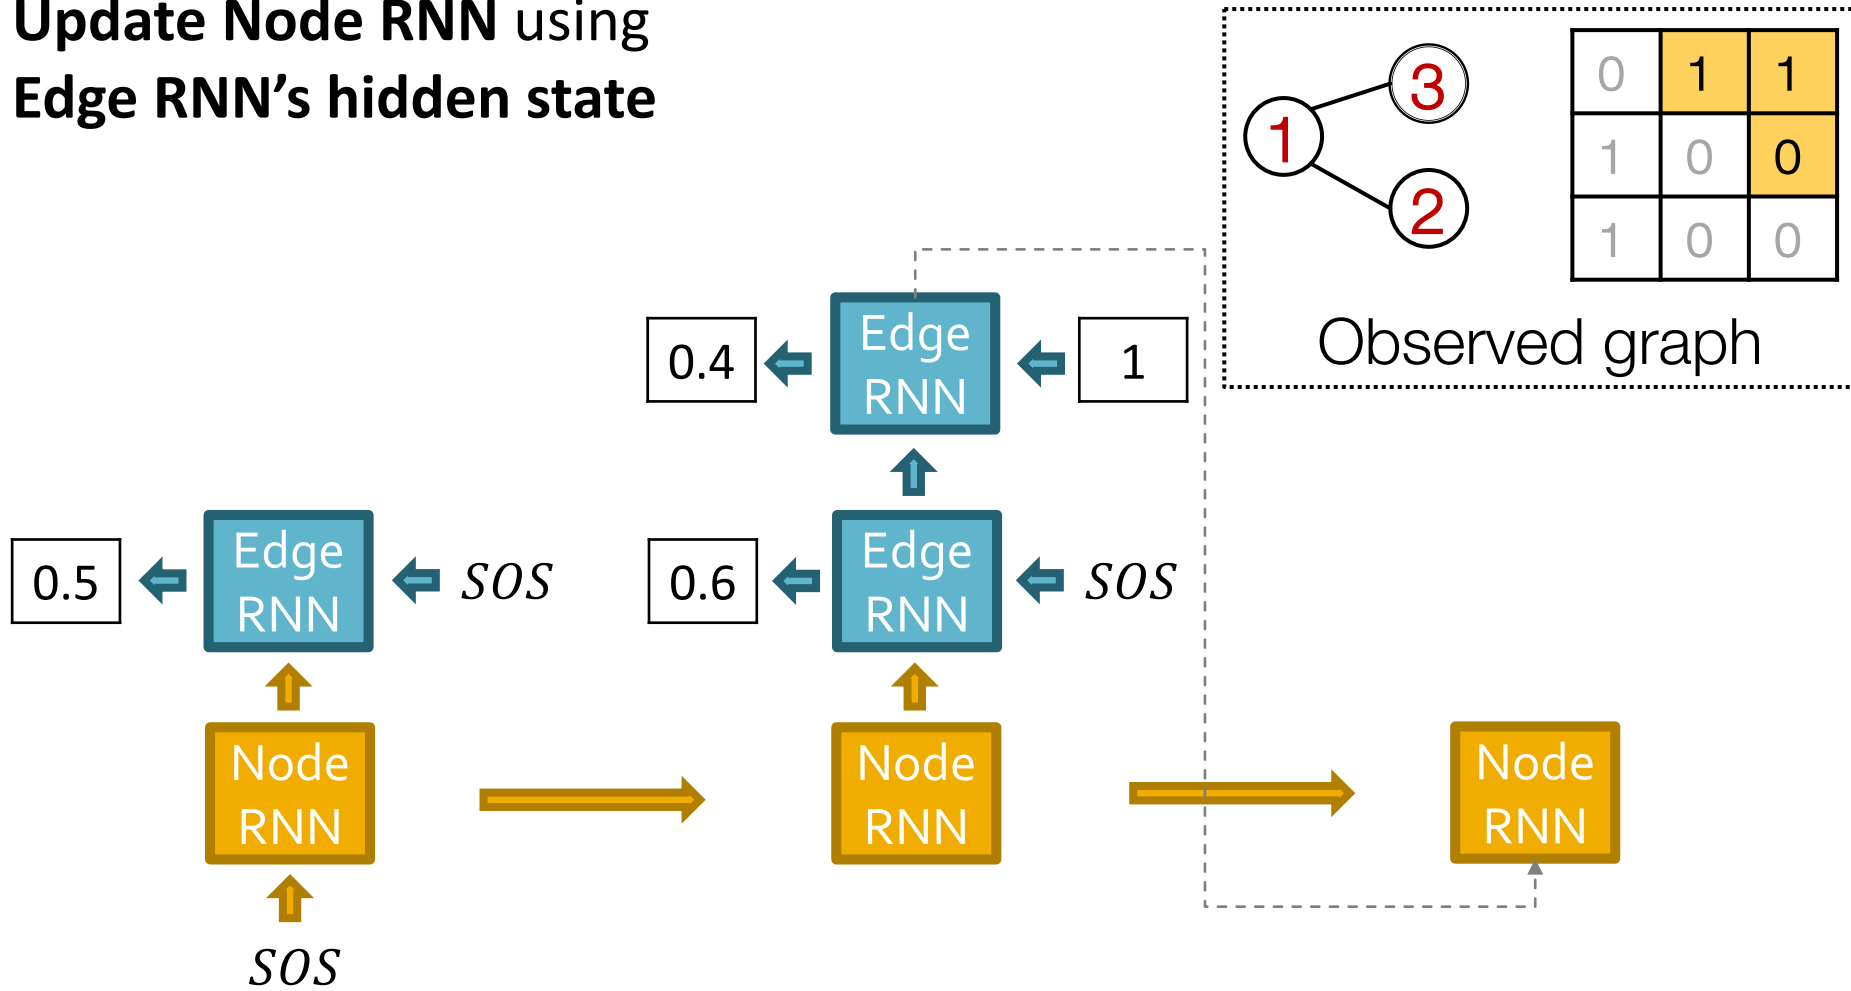 Update Node RNN using
Edge RNN's hidden state
3
1
2
0 1 1
1 0 0
1 0 0
Observed graph
0.4
Edge
RNN
1
0.5
Edge
RNN
SOS
0.6
Edge
RNN
SOS
Node
RNN
Node
RNN
Node
RNN
SOS